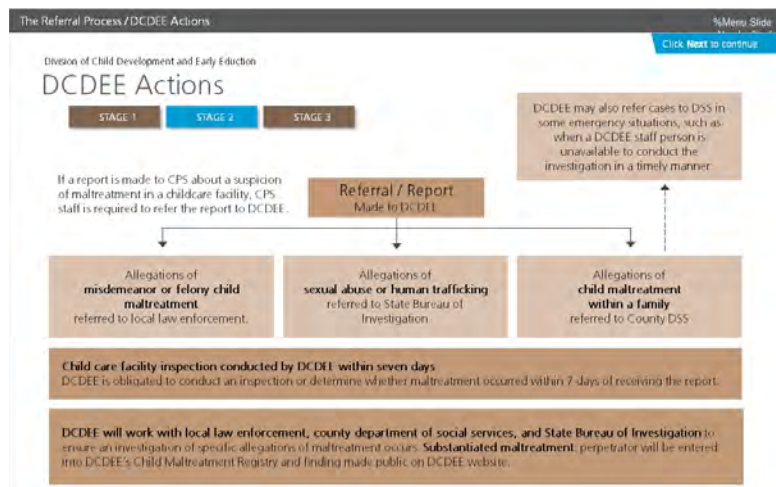 The Referral Process / DCDEE Actions
%Menu Slide
Click Next to continue
Division of Child Development and Early Eduction
DCDEE Actions
STAGE 1
STAGE 2
STAGE 3
DCDEE may also refer cases to DSS in
some emergency situations, such as
when a DCDEE staff person is
unavailable to conduct the
investigation in a timely manner
If a report is made to CPS about a suspicion
of maltreatment in a childcare facility, CPS
staff is required to refer the report to DCDEE.
Referral / Report
Made to DCDEE
Allegations of
misdemeanor or felony child
maltreatment
referred to local law enforcement.
Allegations of
sexual abuse or human trafficking
referred to State Bureau of
Investigation
Allegations of
child maltreatment
within a family
referred to County DSS
Child care facility inspection conducted by DCDEE within seven days
DCDEE is obligated to conduct an inspection or determine whether maltreatment occurred within 7 days of receiving the report.
DCDEE will work with local law enforcement, county department of social services, and State Bureau of Investigation to
ensure an investigation of specific allegations of maltreatment occurs. Substantiated maltreatment: perpetrator will be entered
into DCDEE's Child Maltreatment Registry and finding made public on DCDEE website.